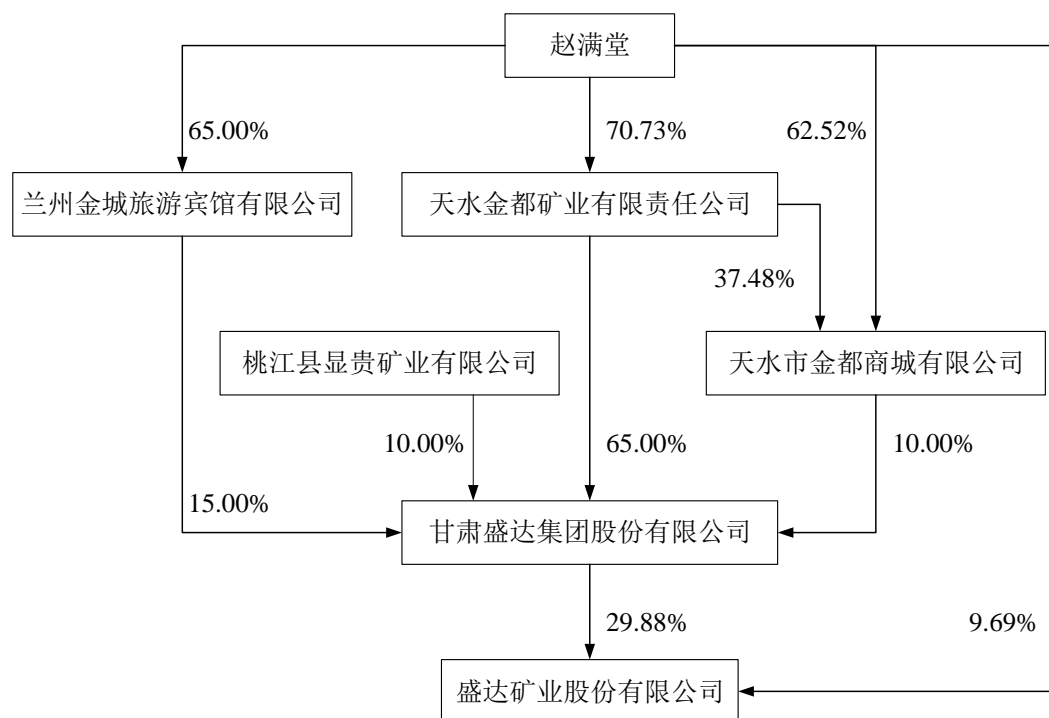 赵满堂
65.00%
70.73%
62.52%
兰州金城旅游宾馆有限公司
天水金都矿业有限责任公司
37.48%
桃江县显贵矿业有限公司
天水市金都商城有限公司
10.00%
65.00%
10.00%
15.00%
甘肃盛达集团股份有限公司
29.88%
9.69%
盛达矿业股份有限公司